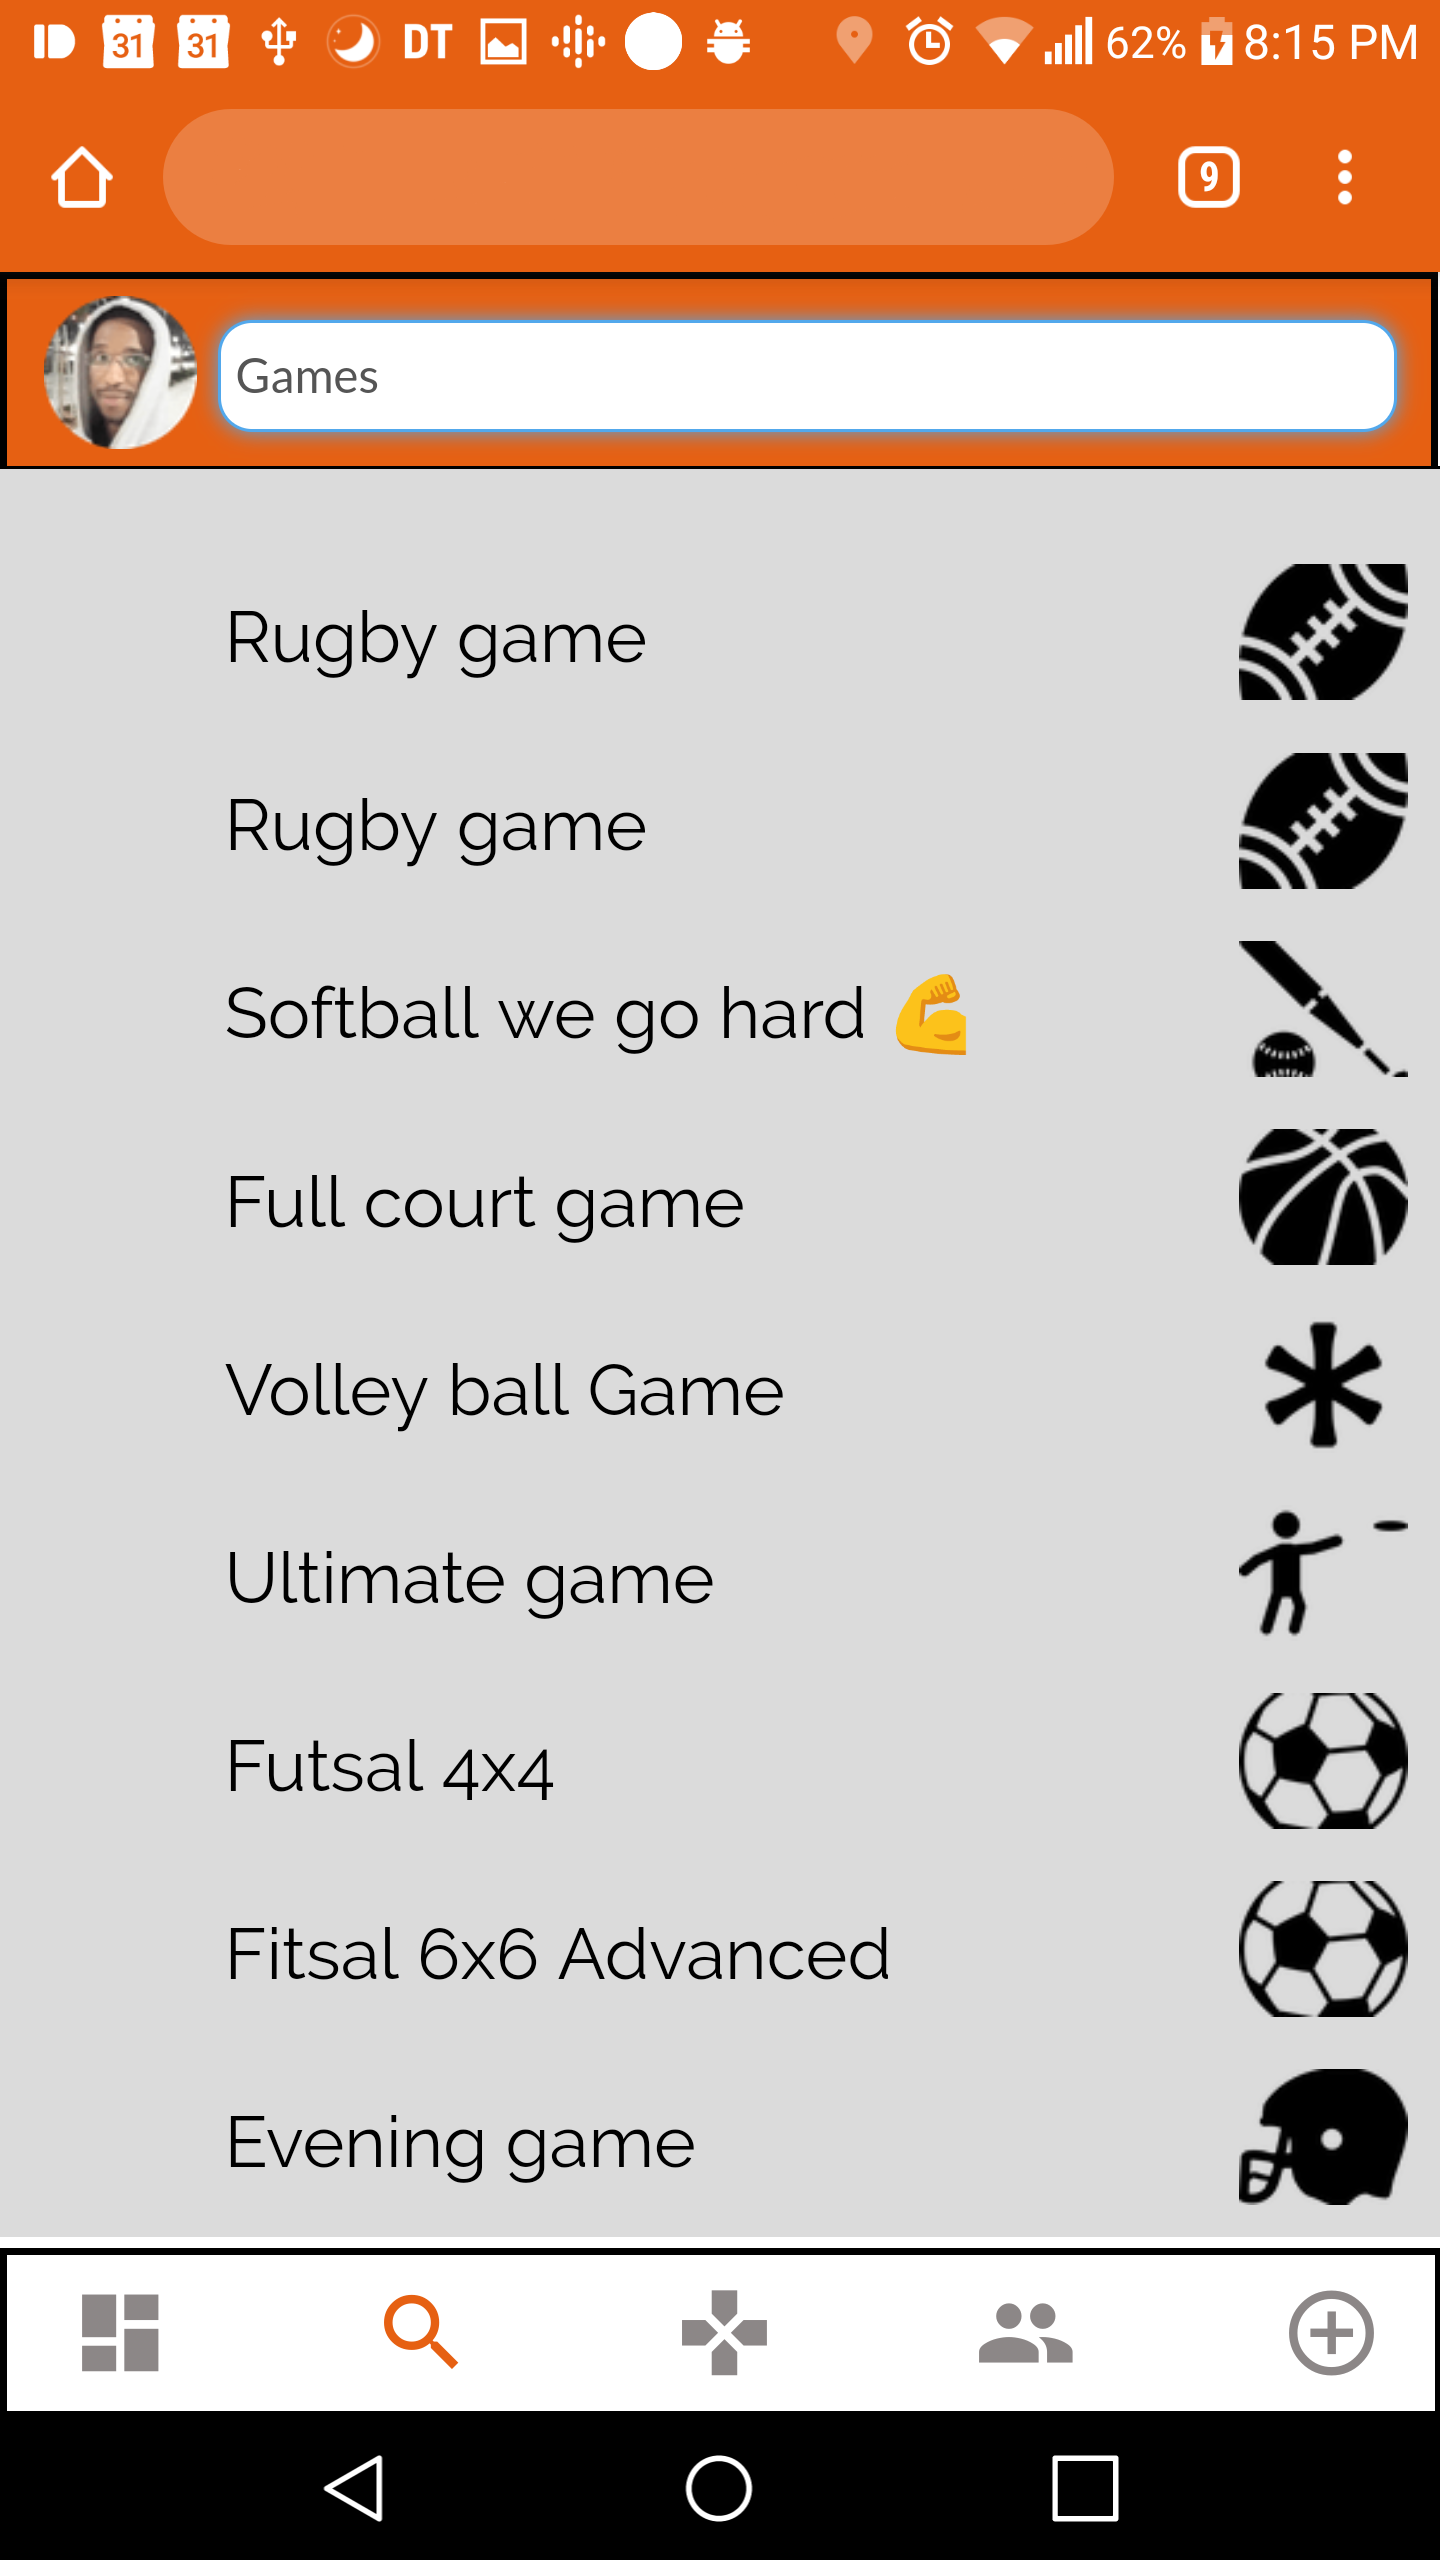 31 31 DT 62% 8:15 PM
9
Games
Rugby game
Rugby game
Softball we go hard 💪
Full court game
Volley ball Game
Ultimate game
Futsal 4x4
Fitsal 6x6 Advanced
Evening game